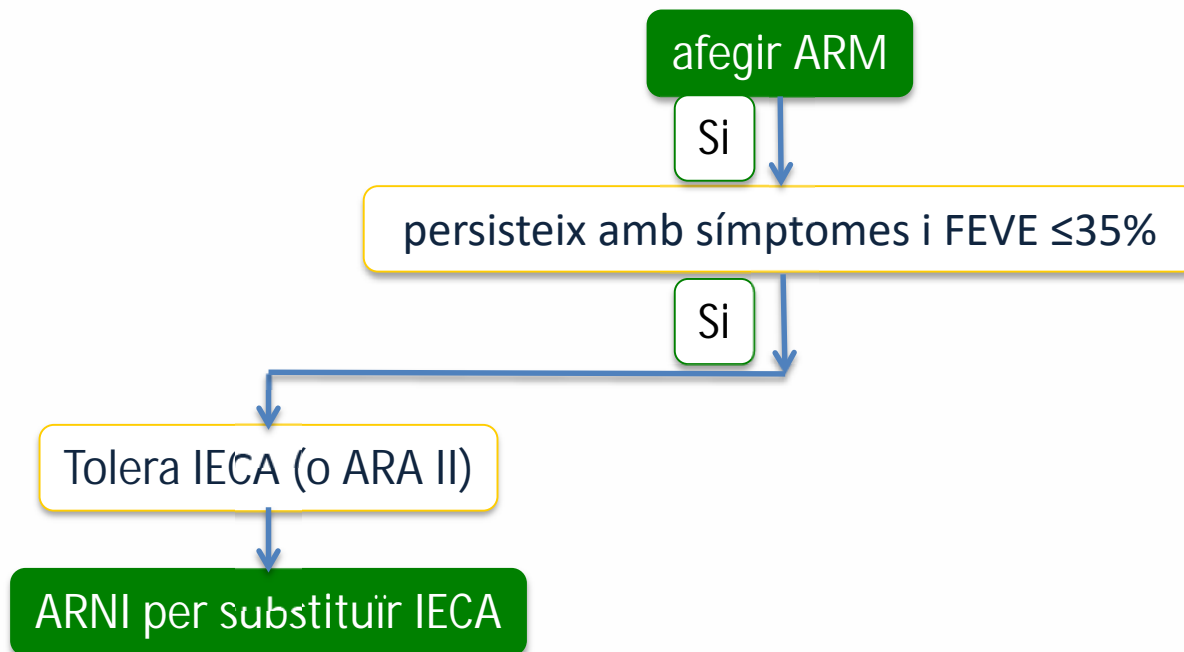 afegir ARM
Si
persisteix amb símptomes i FEVE ≤35%
Si
Tolera IECA (o ARA II)
ARNI per substituïr IECA